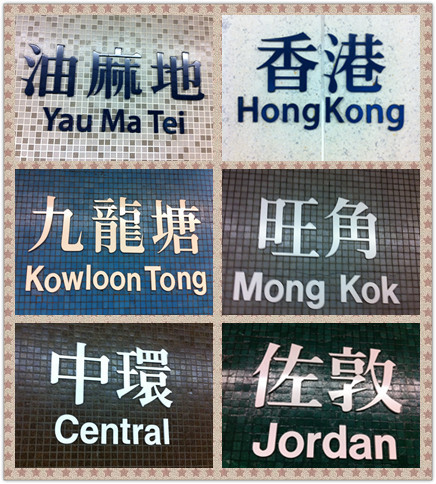 油麻地
Yau Ma Tei
香港
HongKong
九龍塘
Kowloon Tong
旺角
Mong Kok
中環
Central
佐敦
Jordan